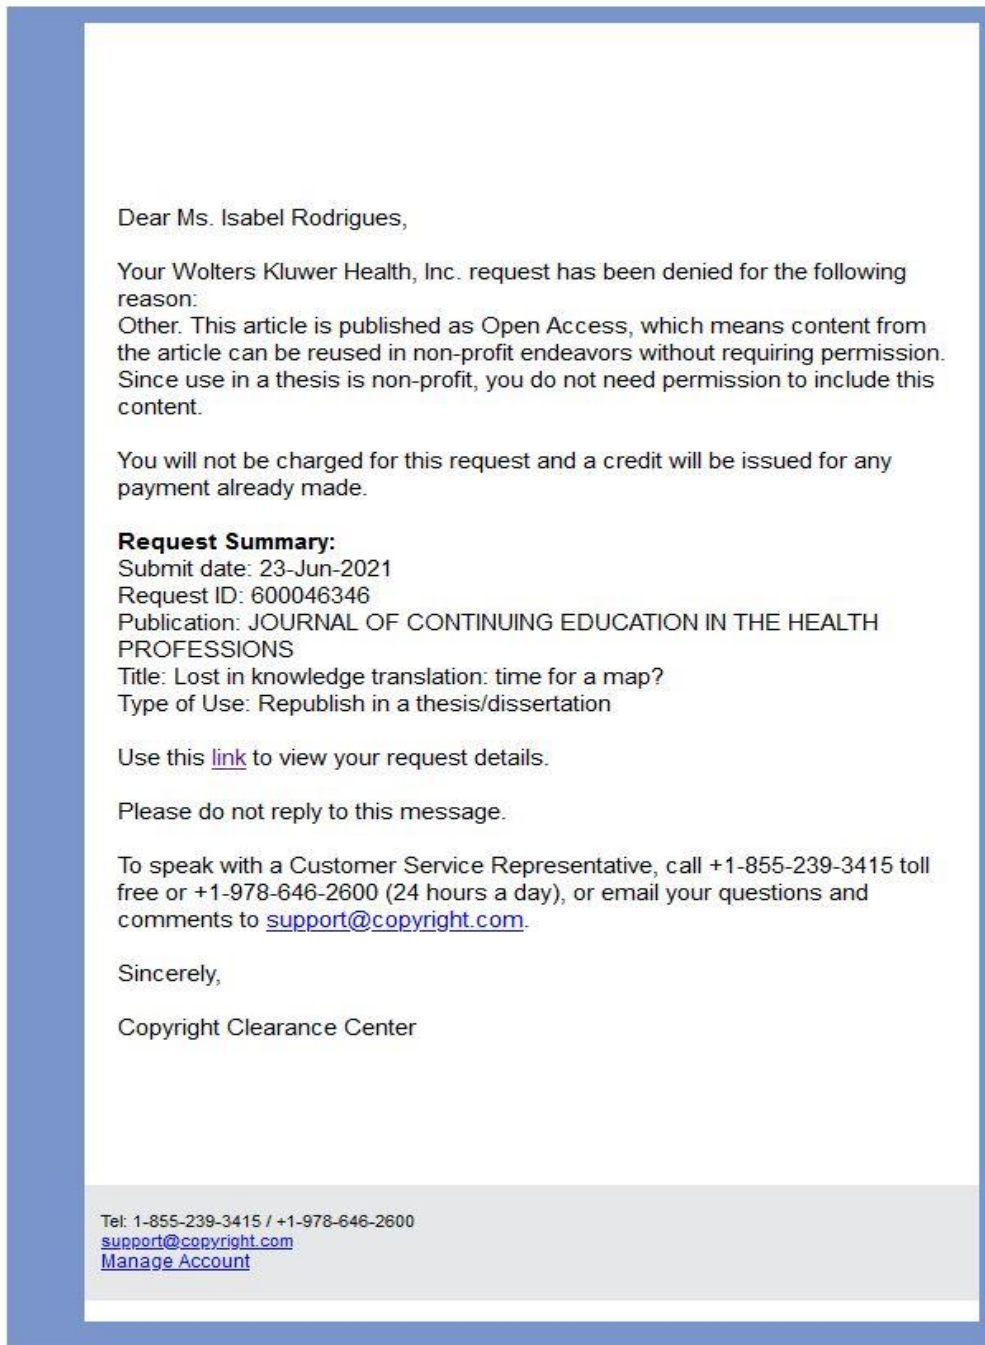 Dear Ms. Isabel Rodrigues,
Your Wolters Kluwer Health, Inc. request has been denied for the following
reason:
Other. This article is published as Open Access, which means content from
the article can be reused in non-profit endeavors without requiring permission.
Since use in a thesis is non-profit, you do not need permission to include this
content.
You will not be charged for this request and a credit will be issued for any
payment already made.
Request Summary:
Submit date: 23-Jun-2021
Request ID: 600046346
Publication: JOURNAL OF CONTINUING EDUCATION IN THE HEALTH
PROFESSIONS
Title: Lost in knowledge translation: time for a map?
Type of Use: Republish in a thesis/dissertation
Use this link to view your request details.
Please do not reply to this message.
To speak with a Customer Service Representative, call +1-855-239-3415 toll
free or +1-978-646-2600 (24 hours a day), or email your questions and
comments to support@copyright.com.
Sincerely,
Copyright Clearance Center
Tel: 1-855-239-3415 / +1-978-646-2600
support@copyright.com
Manage Account